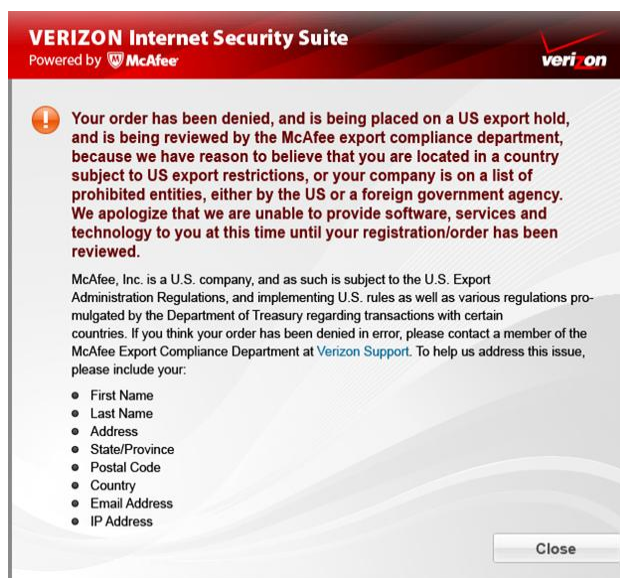 VERIZON Internet Security Suite
Powered by McAfee
verizon
Your order has been denied, and is being placed on a US export hold,
and is being reviewed by the McAfee export compliance department,
because we have reason to believe that you are located in a country
subject to US export restrictions, or your company is on a list of
prohibited entities, either by the US or a foreign government agency.
We apologize that we are unable to provide software, services and
technology to you at this time until your registration/order has been
reviewed.
McAfee, Inc. is a U.S. company, and as such is subject to the U.S. Export
Administration Regulations, and implementing U.S. rules as well as various regulations pro-
mulgated by the Department of Treasury regarding transactions with certain
countries. If you think your order has been denied in error, please contact a member of the
McAfee Export Compliance Department at Verizon Support. To help us address this issue,
please include your:
First Name
Last Name
Address
State/Province
Postal Code
Country
Email Address
IP Address
Close